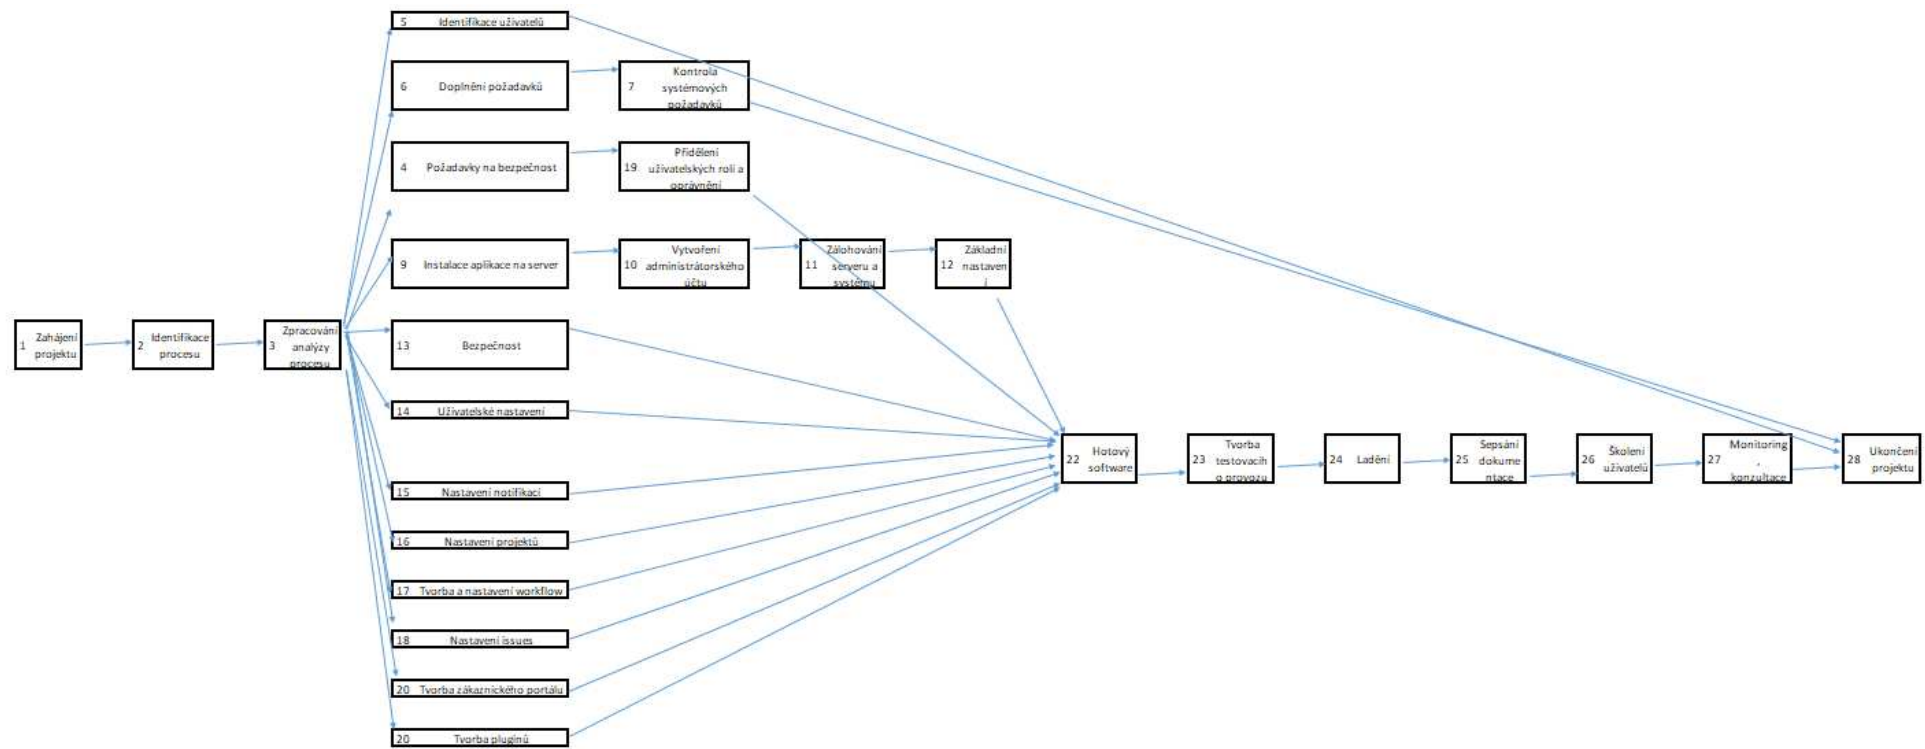 5 Identifikace uživatelů
6 Doplnění požadavků
7 Kontrola
systémových
požadavků
4 Požadavky na bezpečnost
19 Přidělení
uživatelských rolí a
oprávnění
9 Instalace aplikace na server
10 Vytvoření
administrátorského
účtu
11 Zálohování
serveru a
systému
12 Základní
nastaven
í
1 Zahájení
projektu
2 Identifikace
procesu
3 Zpracování
analýzy
procesu
13 Bezpečnost
14 Uživatelské nastavení
15 Nastavení notifikací
16 Nastavení projektů
17 Tvorba a nastavení workflow
18 Nastavení issues
20 Tvorba zákaznického portálu
20 Tvorba pluginů
22 Hotový
software
23 Tvorba
testovacíh
o provozu
24 Ladění
25 Sepsání
dokume
ntace
26 Školení
uživatelů
27 Monitoring
,
konzultace
28 Ukončení
projektu